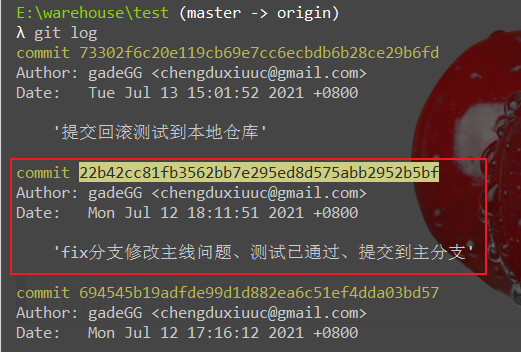 E:\warehouse\test (master -> origin)
λ git log
commit 73302f6c20e119cb69e7cc6ecbdb6b28ce29b6fd
Author: gadeGG <chengduxiuuc@gmail.com>
Date:   Tue Jul 13 15:01:52 2021 +0800
'提交回滚测试到本地仓库'
commit 22b42cc81fb3562bb7e295ed8d575abb2952b5bf
Author: gadeGG <chengduxiuuc@gmail.com>
Date:   Mon Jul 12 18:11:51 2021 +0800
'fix分支修改主线问题、测试已通过、提交到主分支'
commit 694545b19adfde99d1d882ea6c51ef4dda03bd57
Author: gadeGG <chengduxiuuc@gmail.com>
Date:   Mon Jul 12 17:16:12 2021 +0800